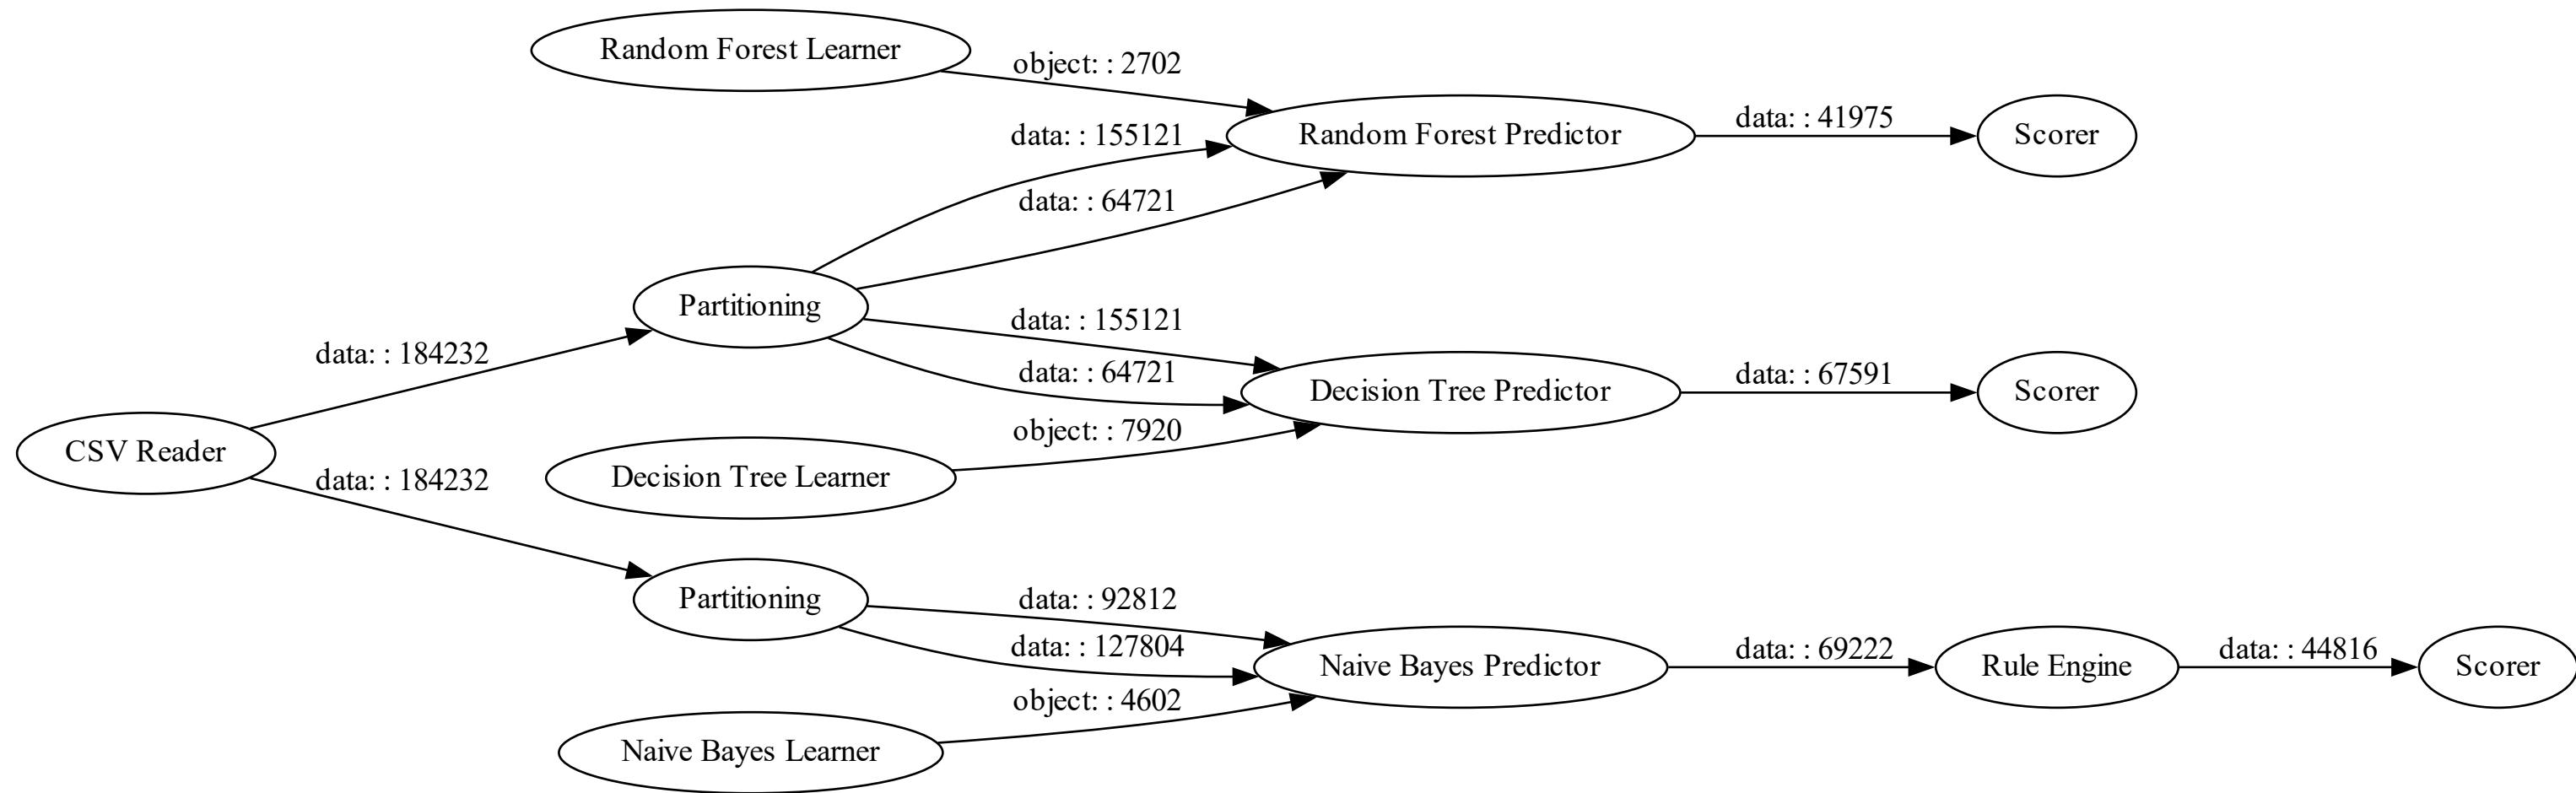 Random Forest Learner
object: : 2702
data: : 155121
Random Forest Predictor
data: : 41975
Scorer
data: : 64721
Partitioning
data: : 184232
data: : 155121
data: : 64721
Decision Tree Predictor
data: : 67591
Scorer
object: : 7920
CSV Reader
Decision Tree Learner
data: : 184232
Partitioning
data: : 92812
data: : 127804
Naive Bayes Predictor
data: : 69222
Rule Engine
data: : 44816
Scorer
object: : 4602
Naive Bayes Learner